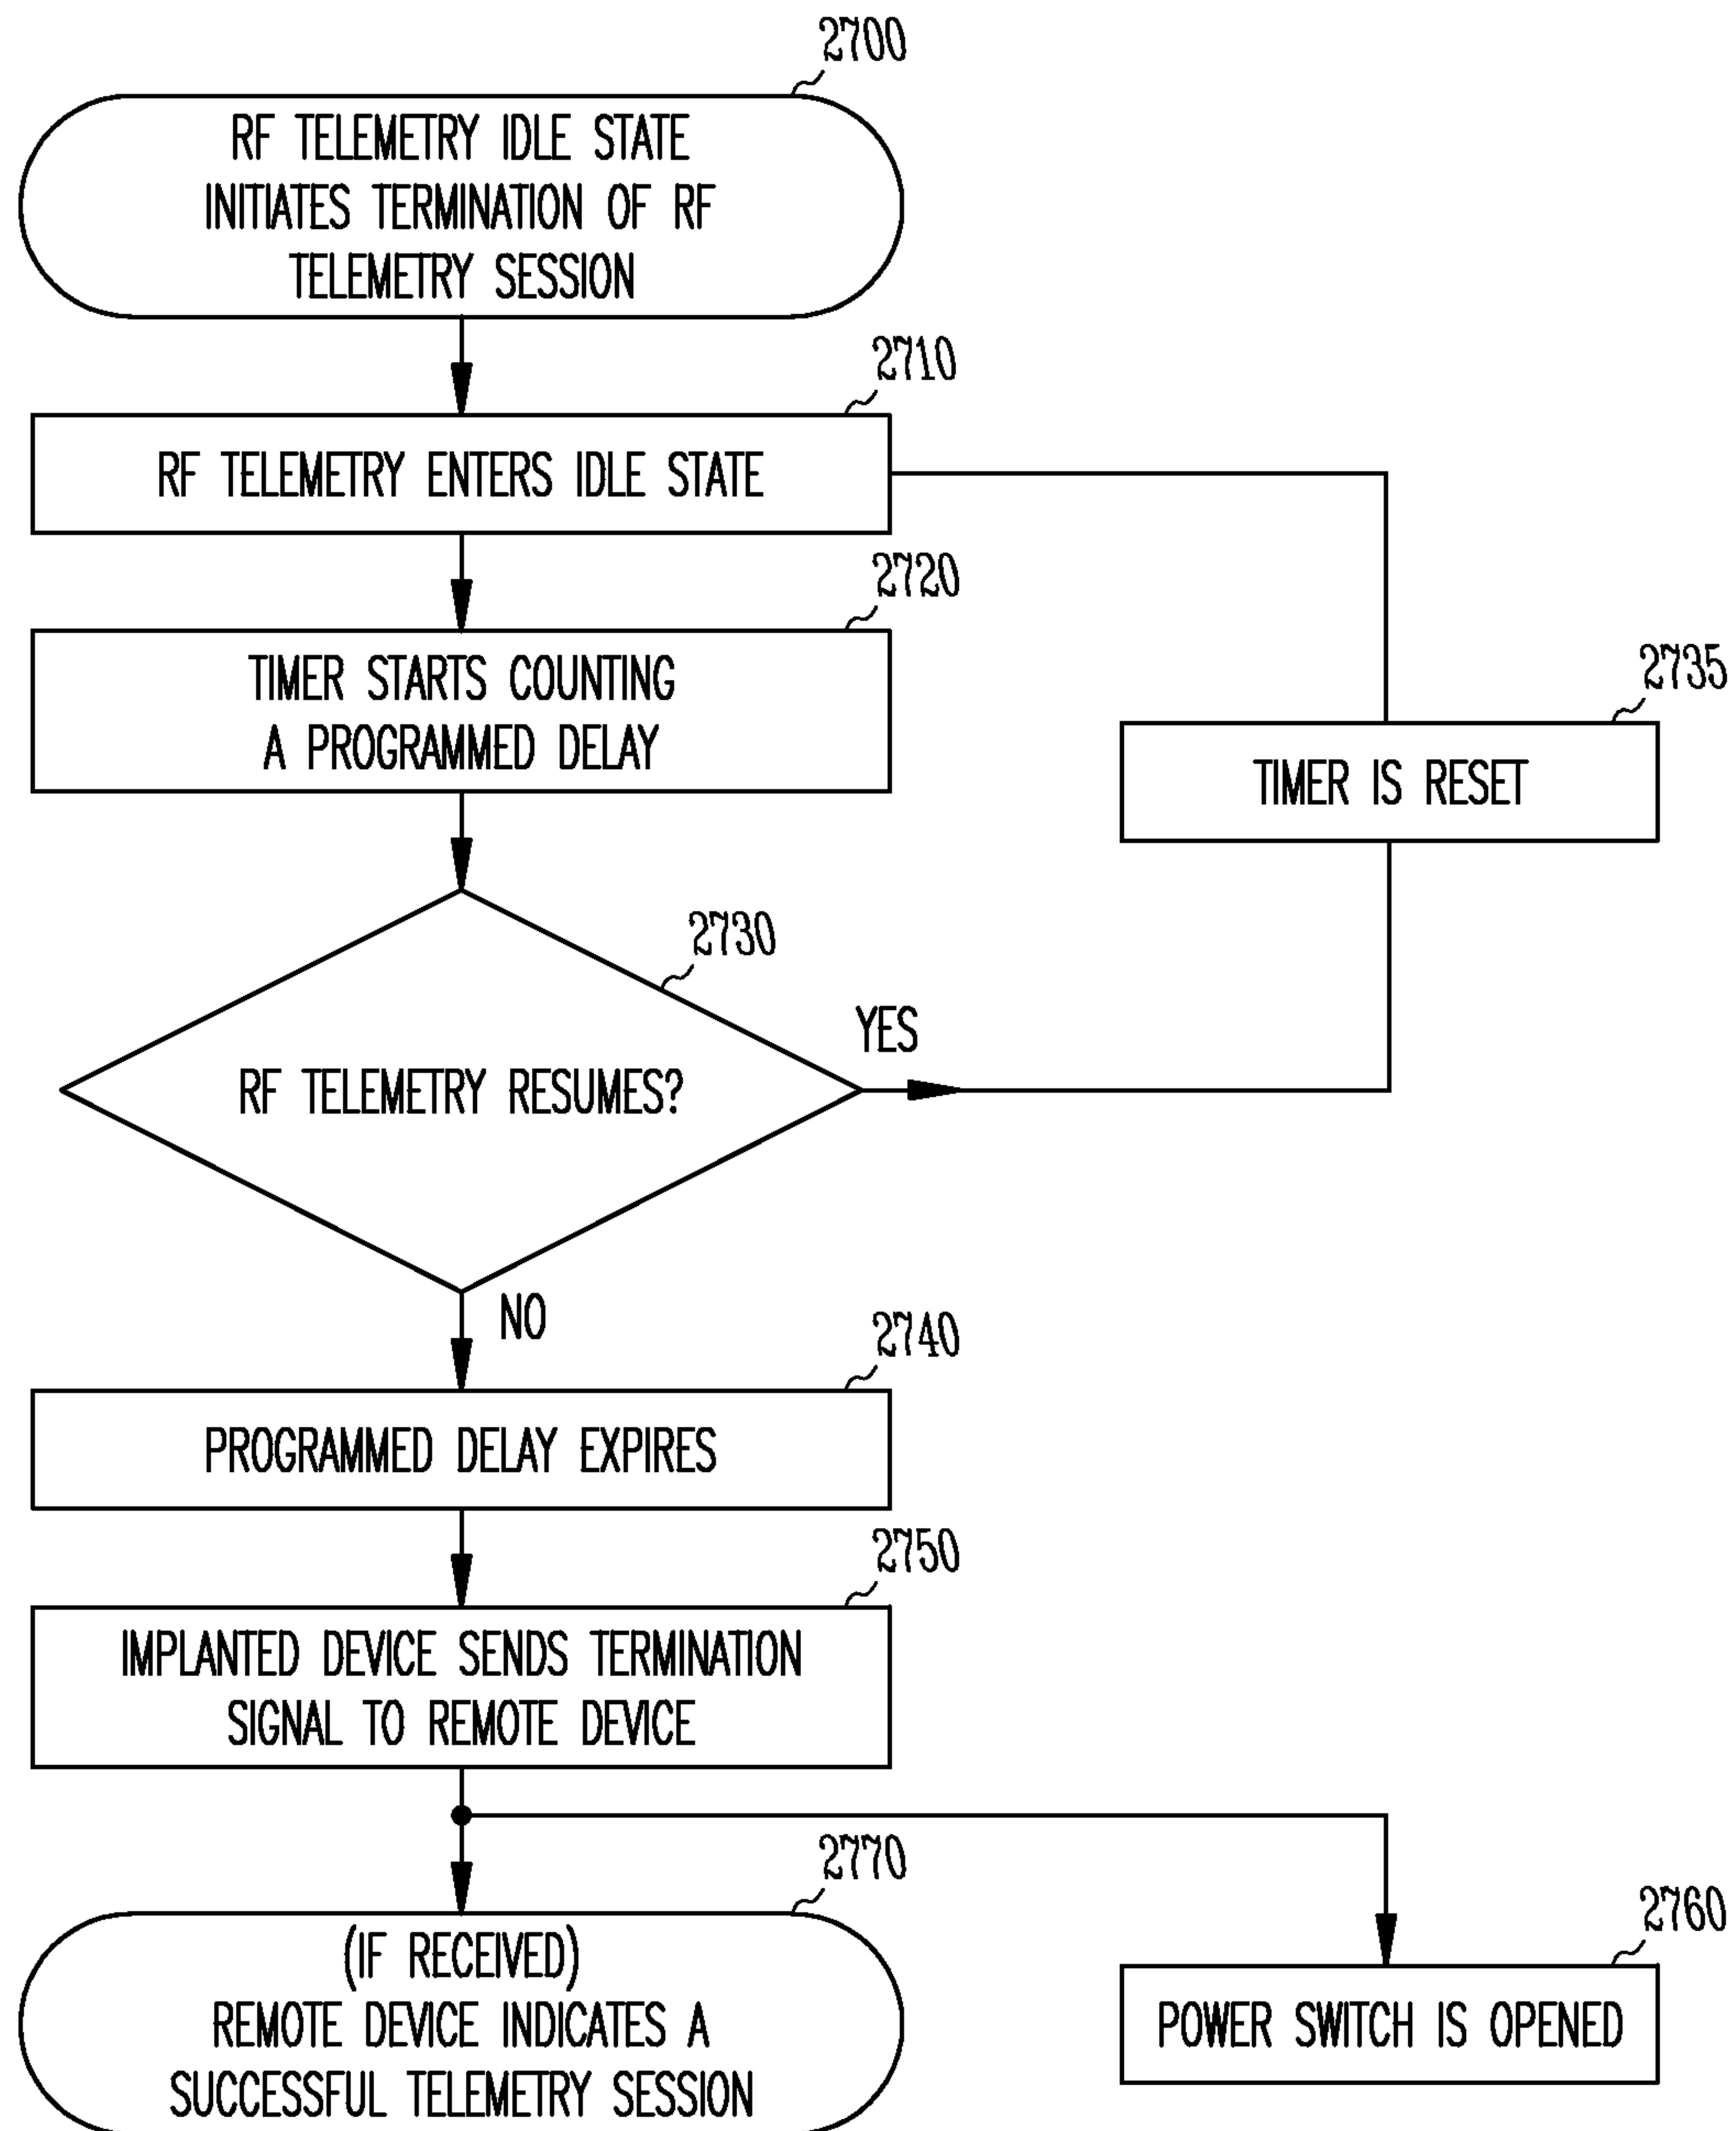 2700
RF TELEMETRY IDLE STATE
INITIATES TERMINATION OF RF
TELEMETRY SESSION
2710
RF TELEMETRY ENTERS IDLE STATE
2720
TIMER STARTS COUNTING
A PROGRAMMED DELAY
2735
TIMER IS RESET
2730
YES
RF TELEMETRY RESUMES?
NO
2740
PROGRAMMED DELAY EXPIRES
2750
IMPLANTED DEVICE SENDS TERMINATION
SIGNAL TO REMOTE DEVICE
2770
(IF RECEIVED)
REMOTE DEVICE INDICATES A
SUCCESSFUL TELEMETRY SESSION
2760
POWER SWITCH IS OPENED